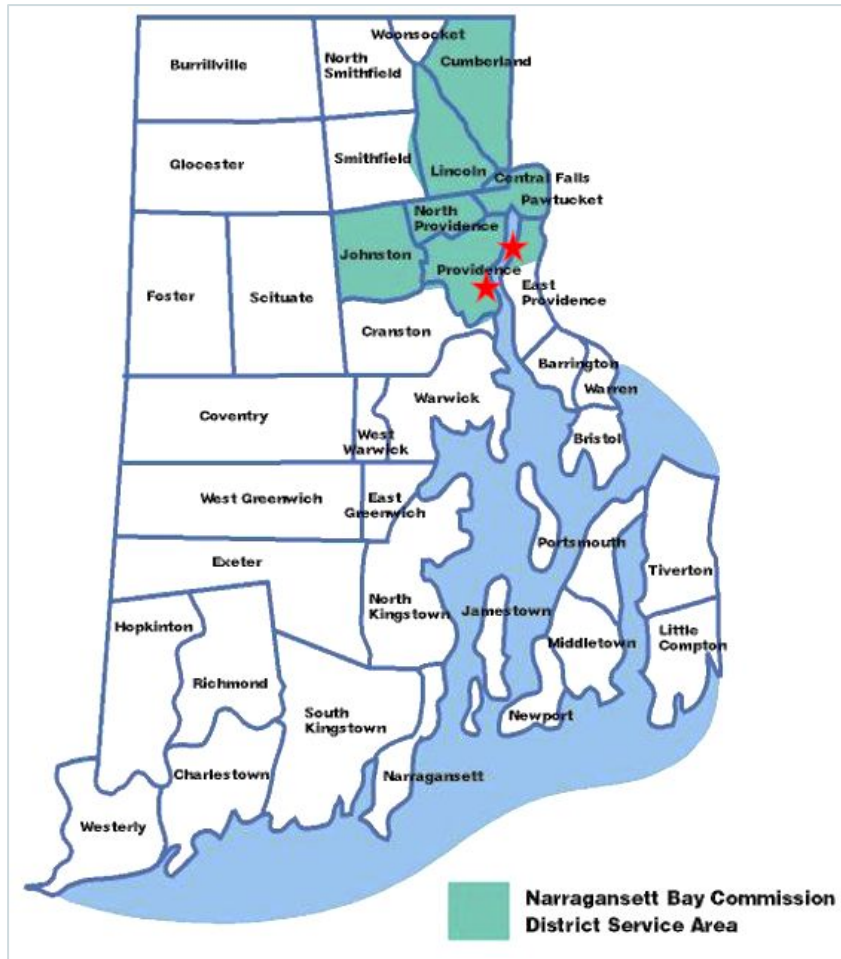 Woonsocket
Burrillville
North
Smithfield
Cumberland
Glocester
Smithfield
Lincoln
Central Falls
Pawtucket
North
Providence
Johnston
Providence
East
Providence
Foster
Scituate
Cranston
Barrington
Warren
Warwick
Coventry
West
Warwick
Bristol
West Greenwich
East
Greenwich
Portsmouth
Exeter
Tiverton
North
Kingstown
Jamestown
Hopkinton
Little
Compton
Middletown
Richmond
South
Kingstown
Newport
Charlestown
Narragansett
Westerly
Narragansett Bay Commission
District Service Area